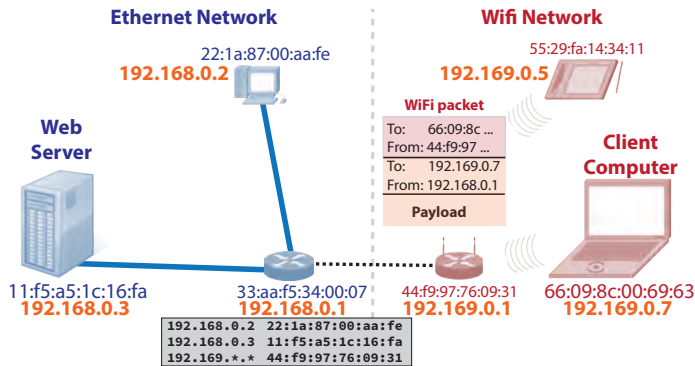 Ethernet Network
Wifi Network
22:1a:87:00:aa:fe
192.168.0.2
55:29:fa:14:34:11
192.169.0.5
WiFi packet
To: 66:09:8c ...
From: 44:f9:97 ...
To: 192.169.0.7
From: 192.168.0.1
Payload
Web
Server
Client
Computer
11:f5:a5:1c:16:fa
192.168.0.3
33:aa:f5:34:00:07
192.168.0.1
44:f9:97:76:09:31
192.169.0.1
66:09:8c:00:69:63
192.169.0.7
192.168.0.2 22:1a:87:00:aa:fe
192.168.0.3 11:f5:a5:1c:16:fa
192.169.*.* 44:f9:97:76:09:31